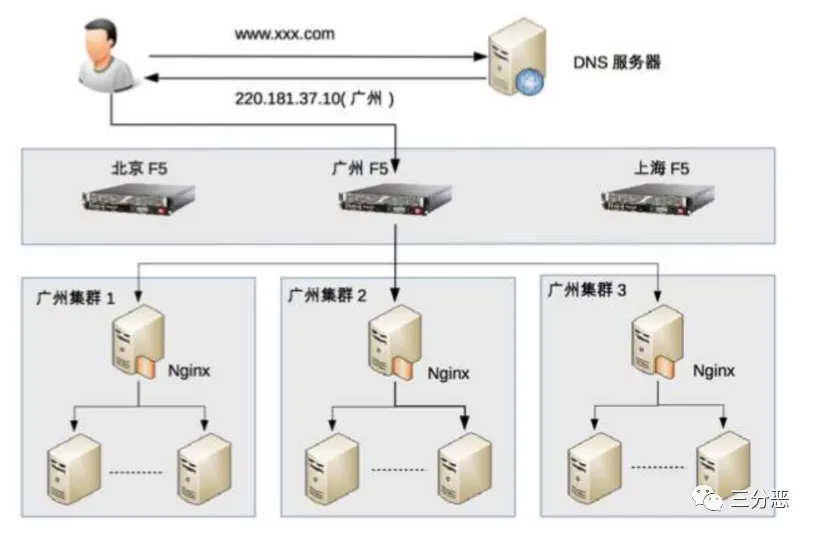 www.xxx.com
DNS 服务器
220.181.37.10( 广州 )
北京 F5
广州 F5
上海 F5
广州集群 1
广州集群 2
广州集群 3
Nginx
Nginx
Nginx
三分恶